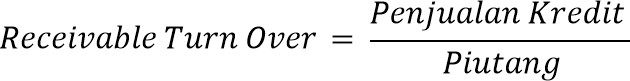 Receivable Turn Over = Penjualan Kredit / Piutang